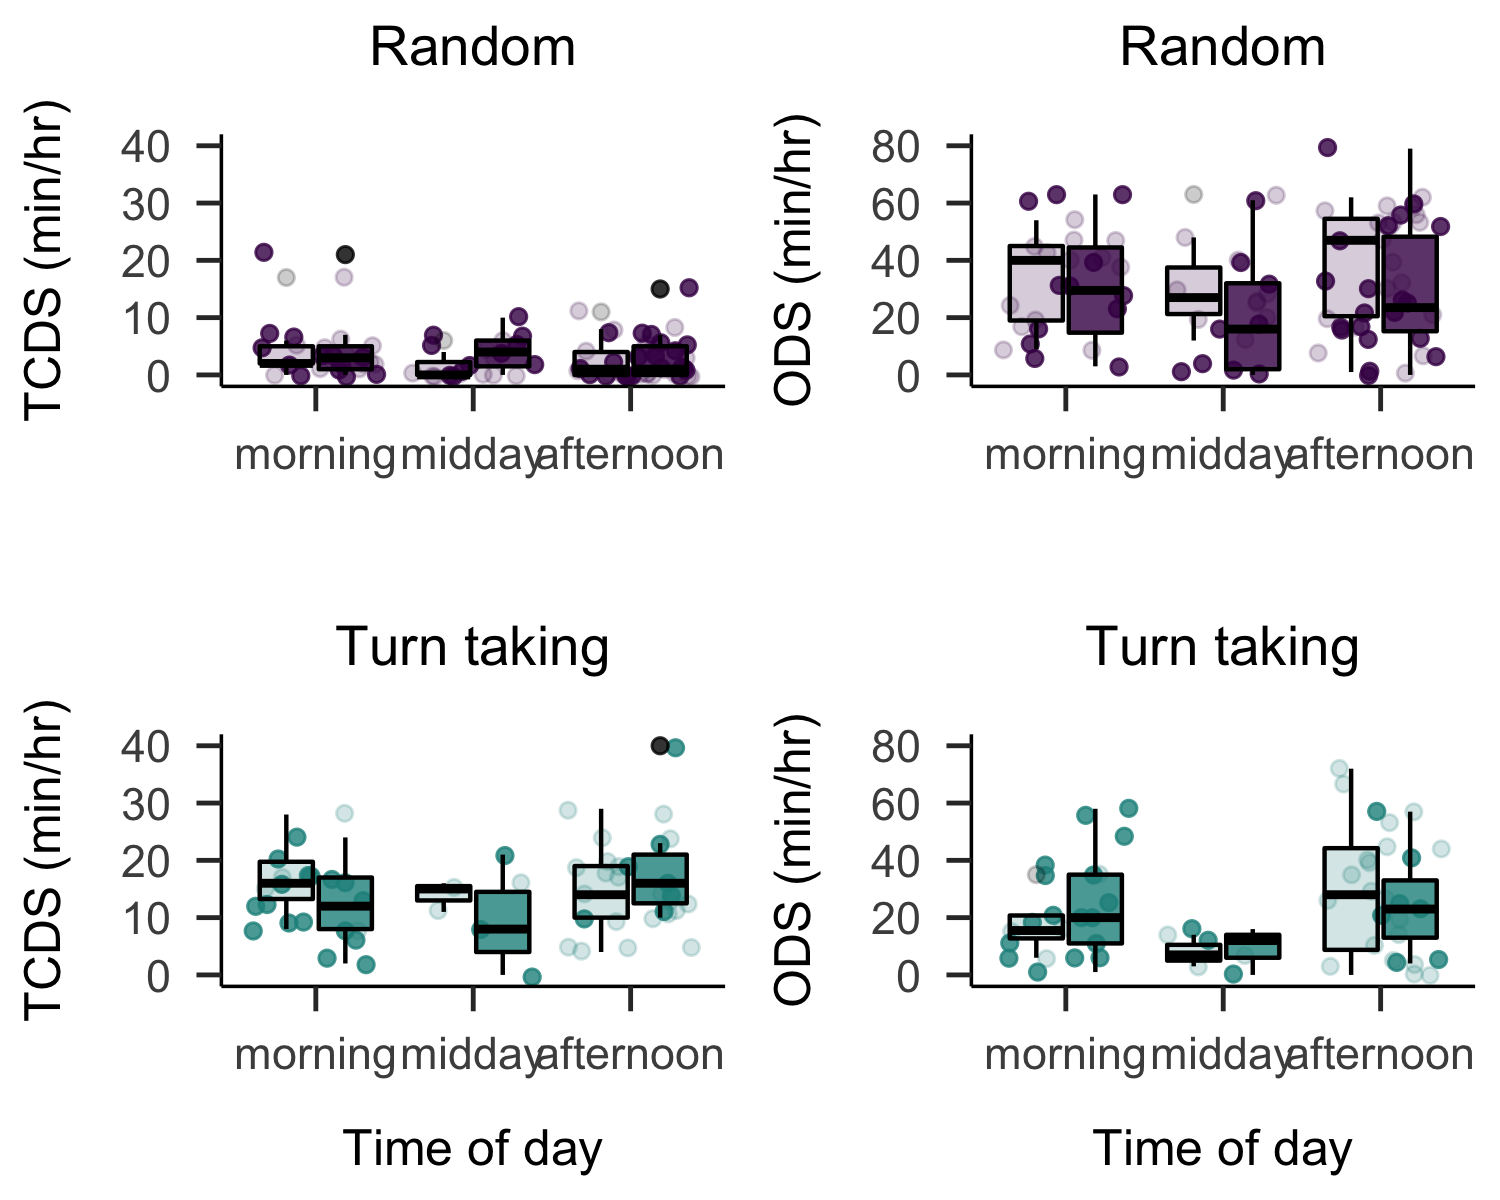 Random
TCDS (min/hr)
40
30
20
10
0
morning midday afternoon
Random
ODS (min/hr)
80
60
40
20
0
morning midday afternoon
Turn taking
TCDS (min/hr)
40
30
20
10
0
morning midday afternoon
Time of day
Turn taking
ODS (min/hr)
80
60
40
20
0
morning midday afternoon
Time of day